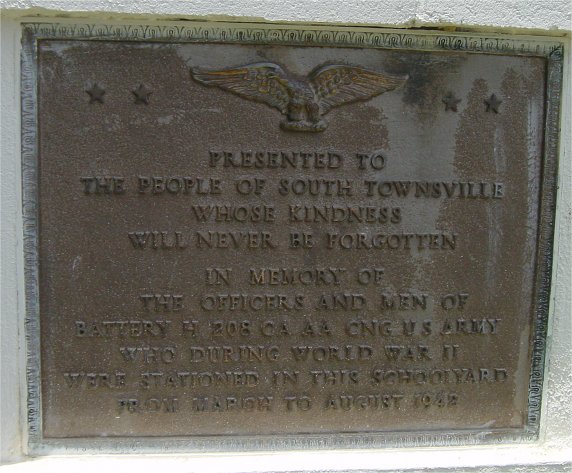 PRESENTED TO
THE PEOPLE OF SOUTH TOWNSVILLE
WHOSE KINDNESS
WILL NEVER BE FORGOTTEN
IN MEMORY OF
THE OFFICERS AND MEN OF
BATTERY H 208 CA AA CNG US ARMY
WHO DURING WORLD WAR II
WERE STATIONED IN THIS SCHOOLYARD
FROM MARCH TO AUGUST 1942